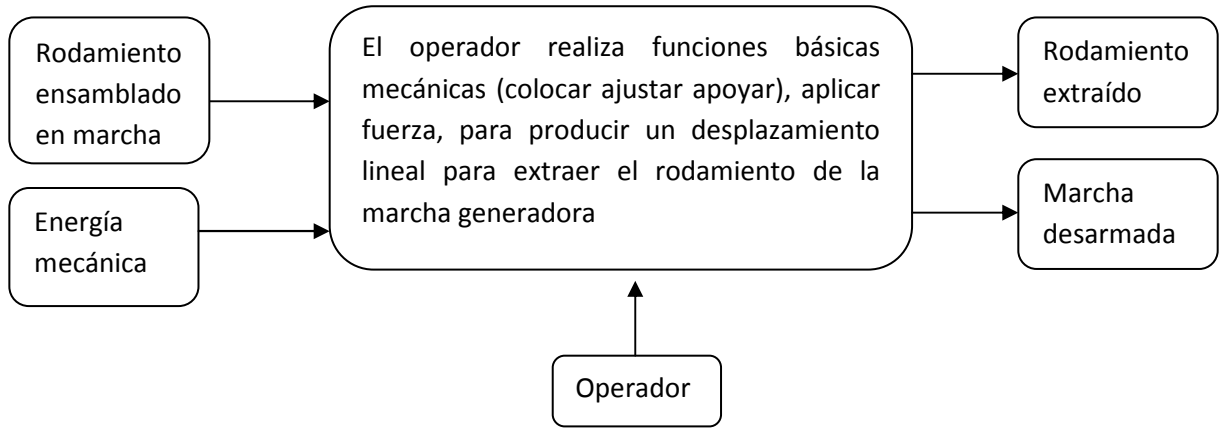 Rodamiento
ensamblado
en marcha
Energía
mecánica
El operador realiza funciones básicas
mecánicas (colocar ajustar apoyar), aplicar
fuerza, para producir un desplazamiento
lineal para extraer el rodamiento de la
marcha generadora
Rodamiento
extraído
Marcha
desarmada
Operador